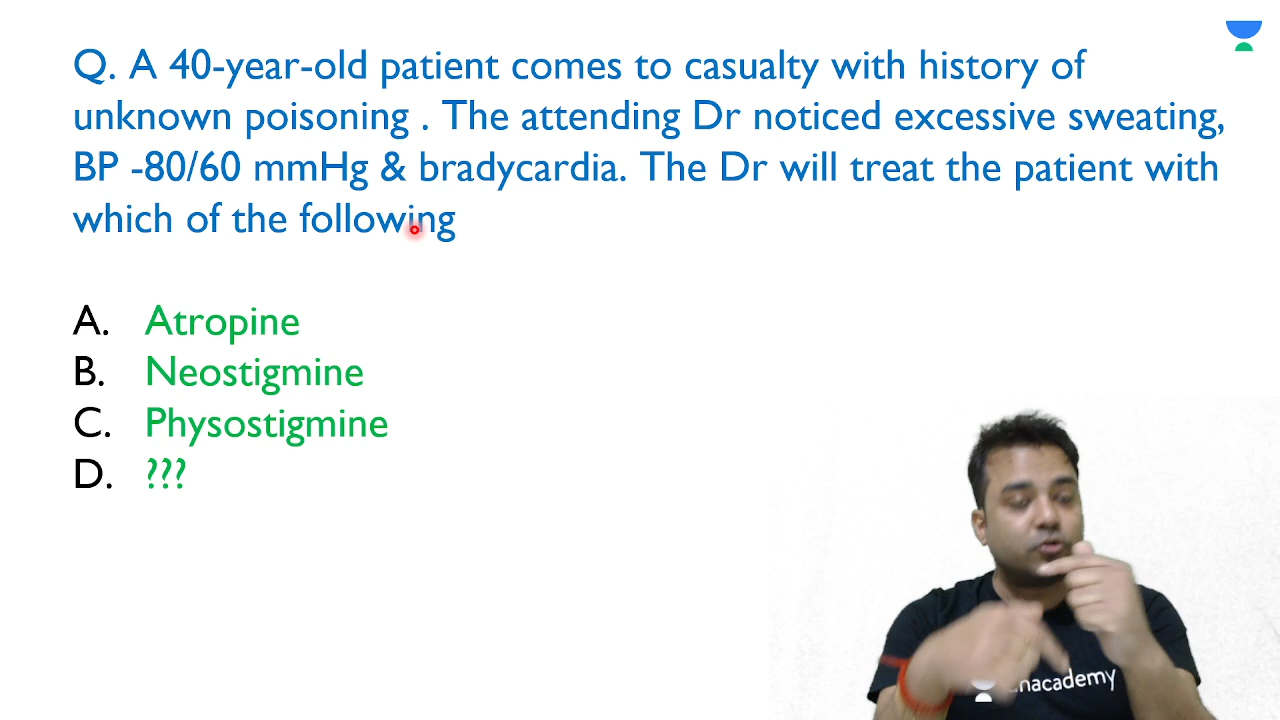 Q. A 40-year-old patient comes to casualty with history of
unknown poisoning . The attending Dr noticed excessive sweating,
BP -80/60 mmHg & bradycardia. The Dr will treat the patient with
which of the following
A. Atropine
B. Neostigmine
C. Physostigmine
D. ???
unacademy